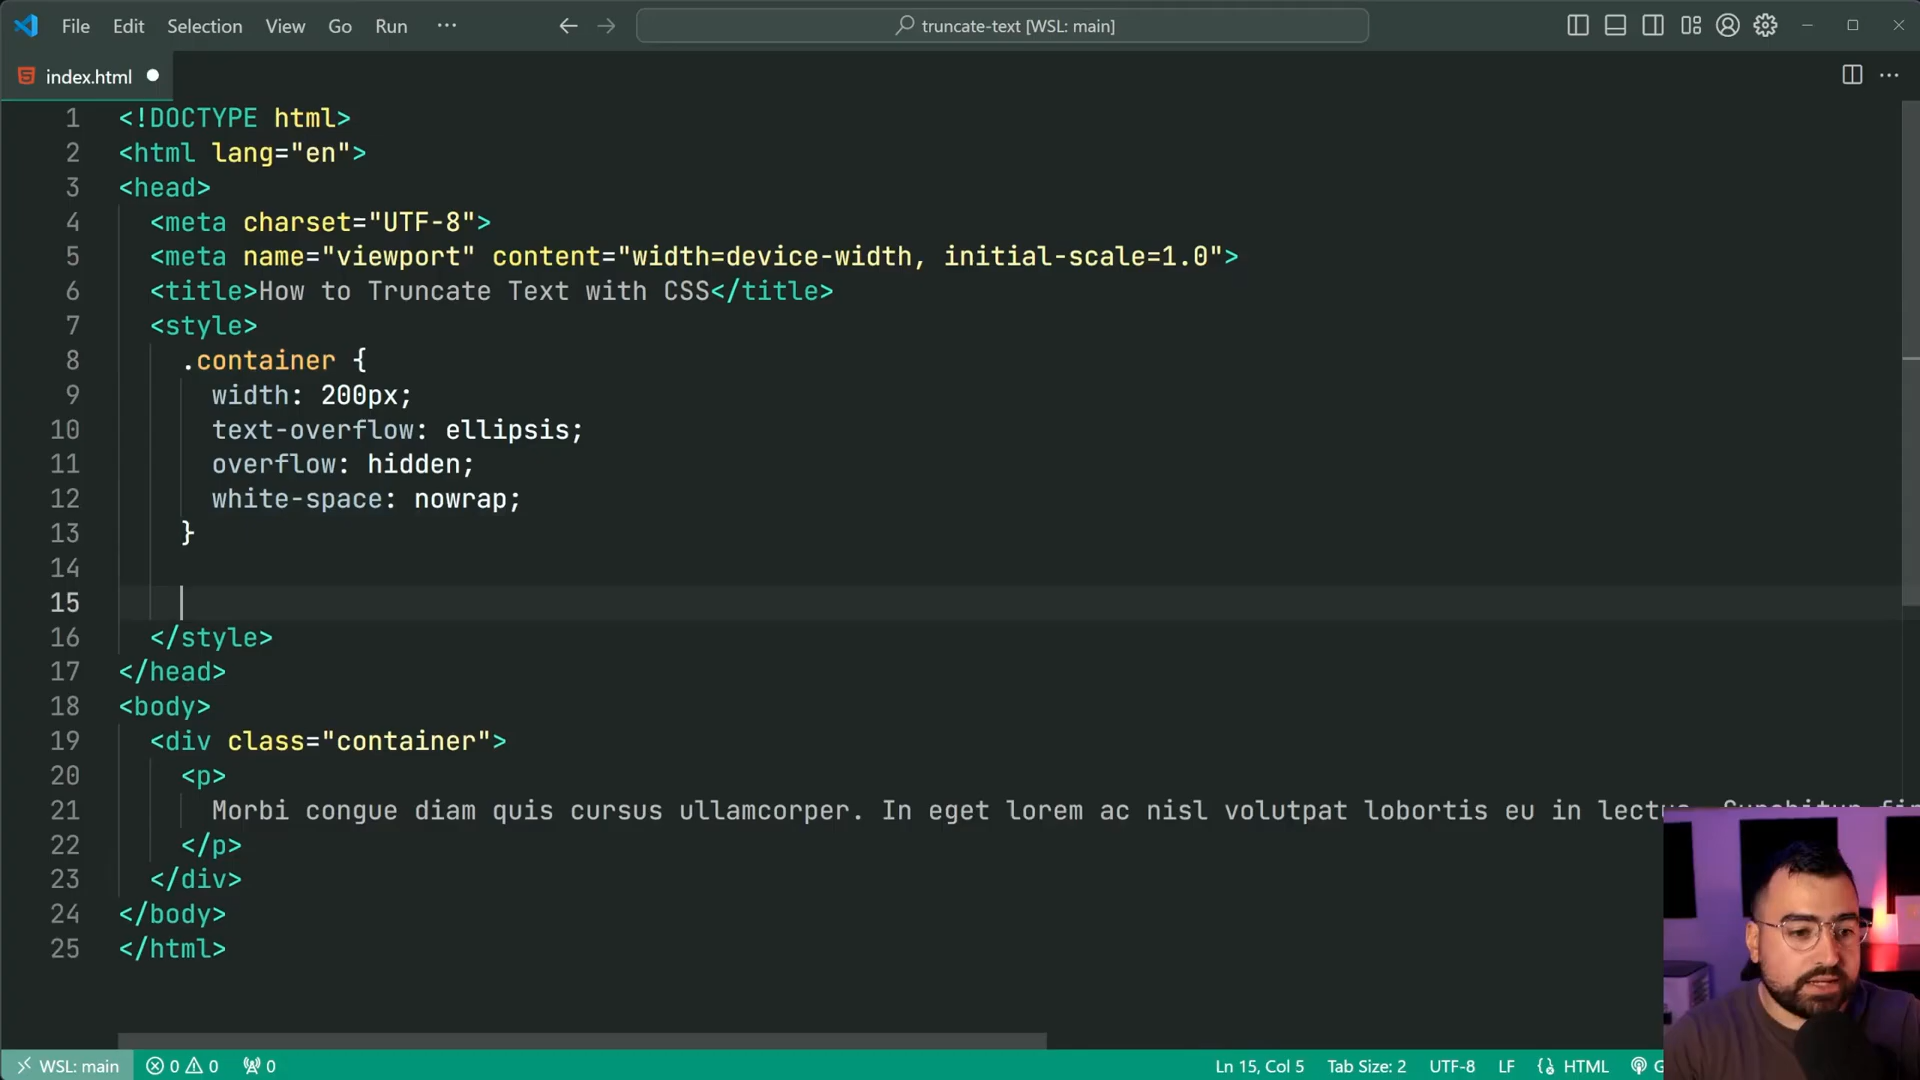 File Edit Selection View Go Run ···
truncate-text [WSL: main]
index.html
1 <!DOCTYPE html>
2 <html lang="en">
3 <head>
4 <meta charset="UTF-8">
5 <meta name="viewport" content="width=device-width, initial-scale=1.0">
6 <title>How to Truncate Text with CSS</title>
7 <style>
8 .container {
9 width: 200px;
10 text-overflow: ellipsis;
11 overflow: hidden;
12 white-space: nowrap;
13 }
14
15
16 </style>
17 </head>
18 <body>
19 <div class="container">
20 <p>
21 Morbi congue diam quis cursus ullamcorper. In eget lorem ac nisl volutpat lobortis eu in
22 </p>
23 </div>
24 </body>
25 </html>
WSL: main 0 0 0 Ln 15, Col 5 Tab Size: 2 UTF-8 LF HTML